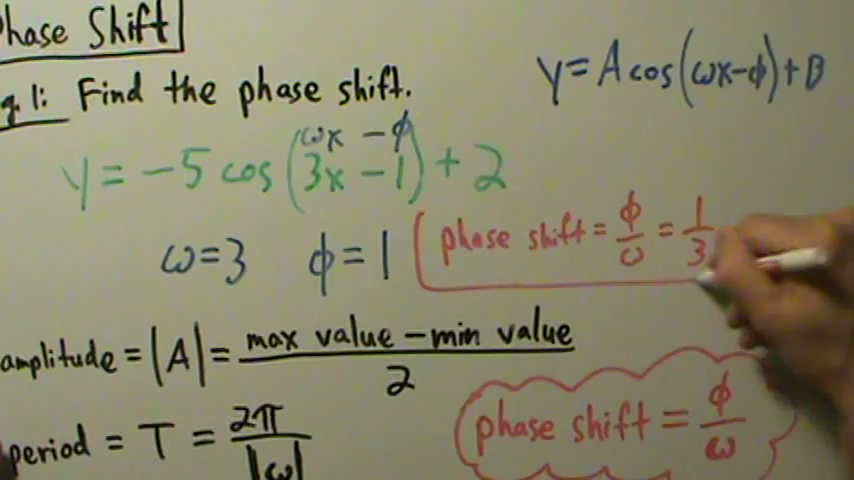 Phase Shift
g. 1: Find the phase shift.
y = A cos(ωx-ϕ)+B
ωx - ϕ
y = -5 cos(3x - 1) + 2
ω=3 ϕ=1
phase shift = ϕ/ω = 1/3
amplitude = |A| = max value - min value / 2
period = T = 2π/|ω|
phase shift = ϕ/ω